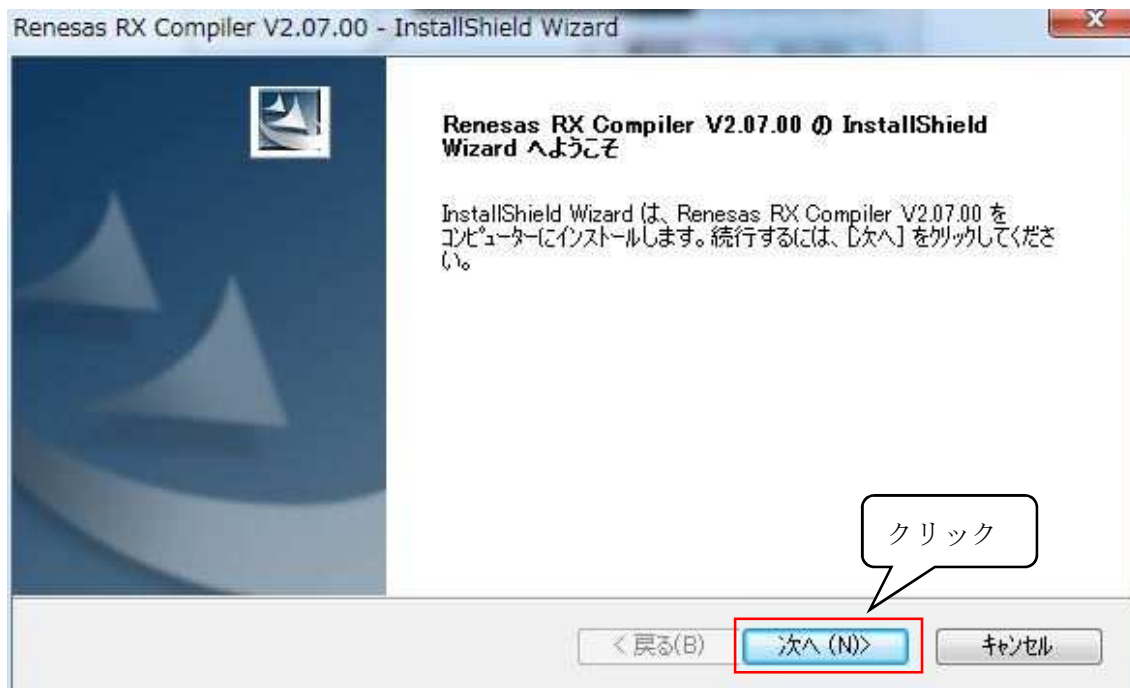 Renesas RX Compiler V2.07.00 - InstallShield Wizard
x
Renesas RX Compiler V2.07.00 の InstallShield
Wizard へようこそ
InstallShield Wizard は、Renesas RX Compiler V2.07.00 を
コンピューターにインストールします。続行するには、[次へ] をクリックしてくださ
い。
クリック
< 戻る(B)
次へ (N)>
キャンセル